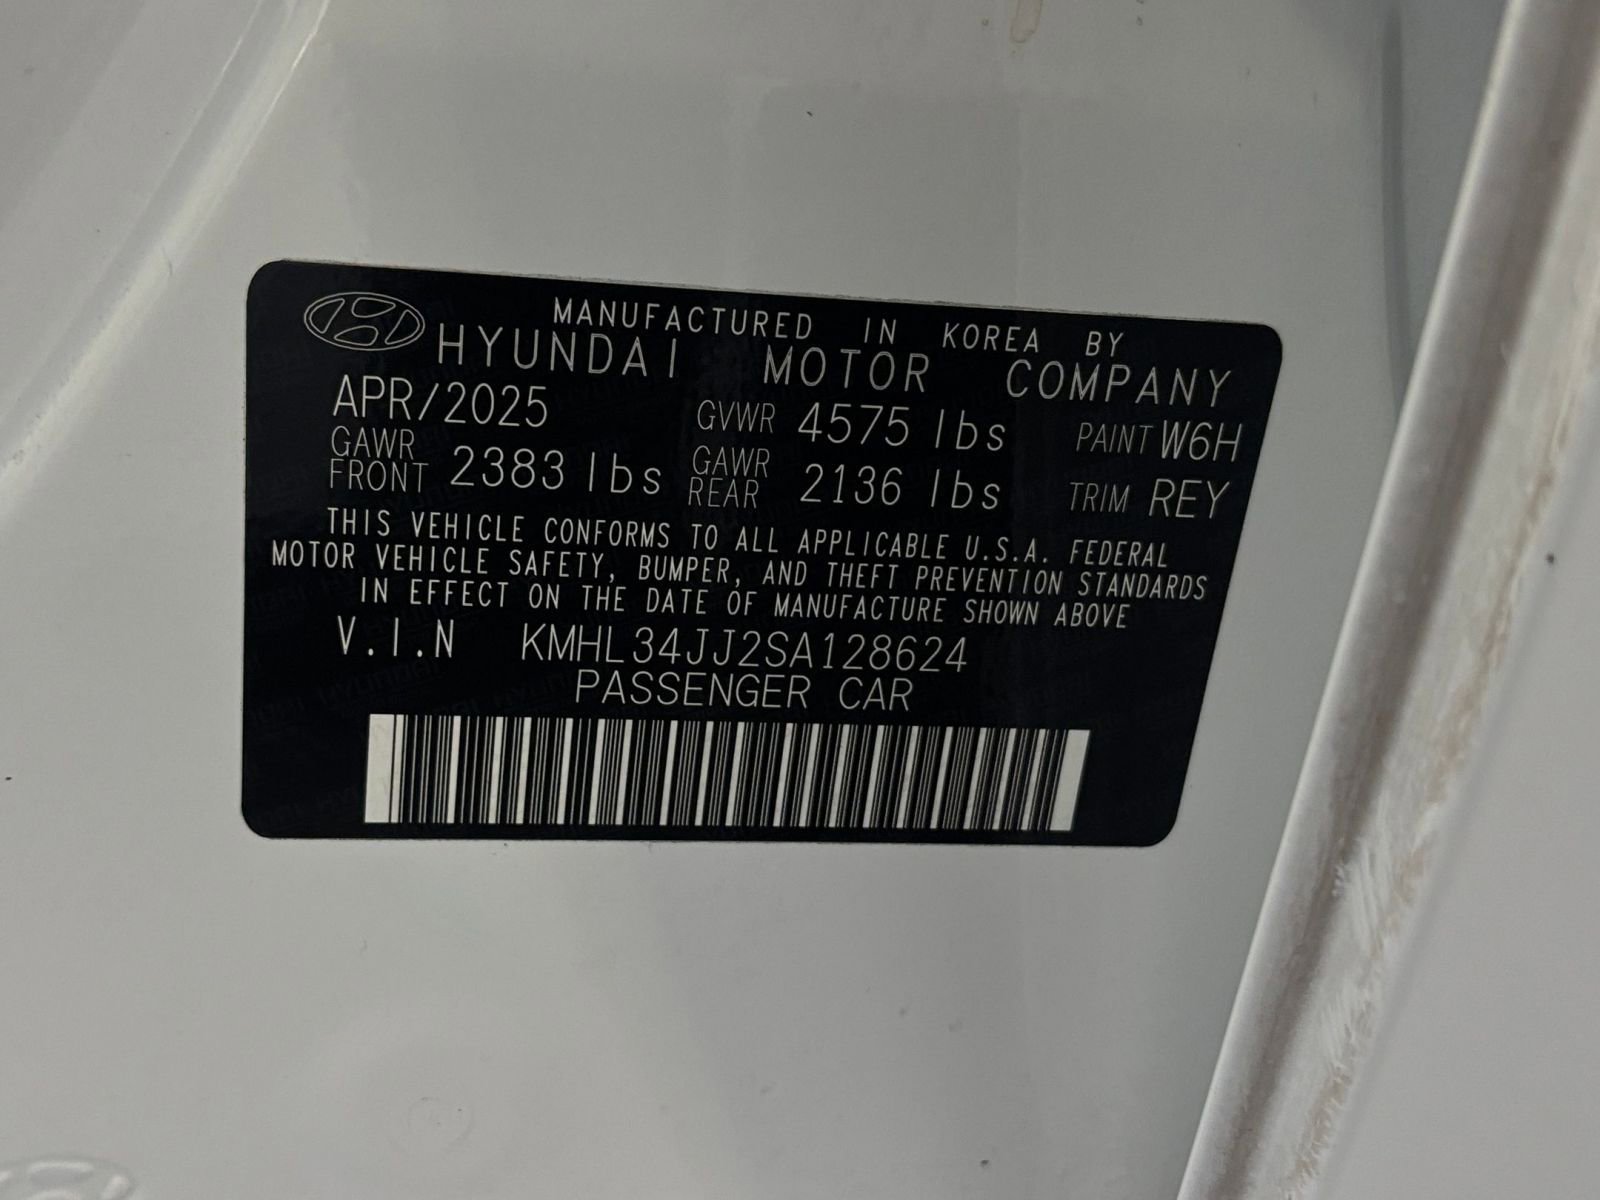 MANUFACTURED IN KOREA BY
HYUNDAI MOTOR COMPANY
APR/2025 GVWR 4575 lbs PAINT W6H
GAWR FRONT 2383 lbs GAWR REAR 2136 lbs TRIM REY
THIS VEHICLE CONFORMS TO ALL APPLICABLE U.S.A. FEDERAL
MOTOR VEHICLE SAFETY, BUMPER, AND THEFT PREVENTION STANDARDS
IN EFFECT ON THE DATE OF MANUFACTURE SHOWN ABOVE
V.I.N KMHL34JJ2SA128624
PASSENGER CAR